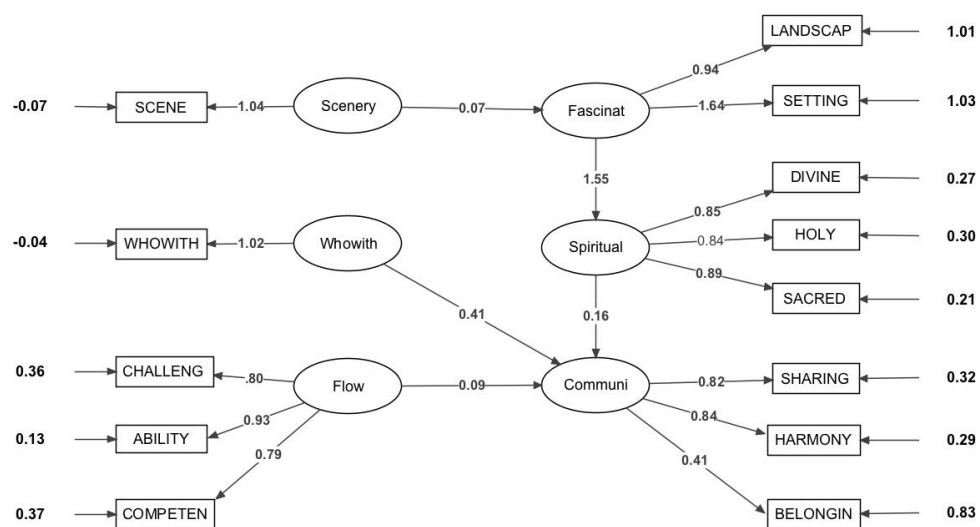 LANDSCAP
1.01
0.94
-0.07
SCENE
1.04
Scenery
0.07
Fascinat
1.64
SETTING
1.03
1.55
DIVINE
0.27
0.85
-0.04
WHOWITH
1.02
Whowith
Spiritual
0.84
HOLY
0.30
0.89
SACRED
0.21
0.41
0.16
0.36
CHALLENG
.80
Flow
0.09
Communi
0.82
SHARING
0.32
0.13
ABILITY
0.93
0.84
HARMONY
0.29
0.79
0.41
0.37
COMPETEN
BELONGIN
0.83